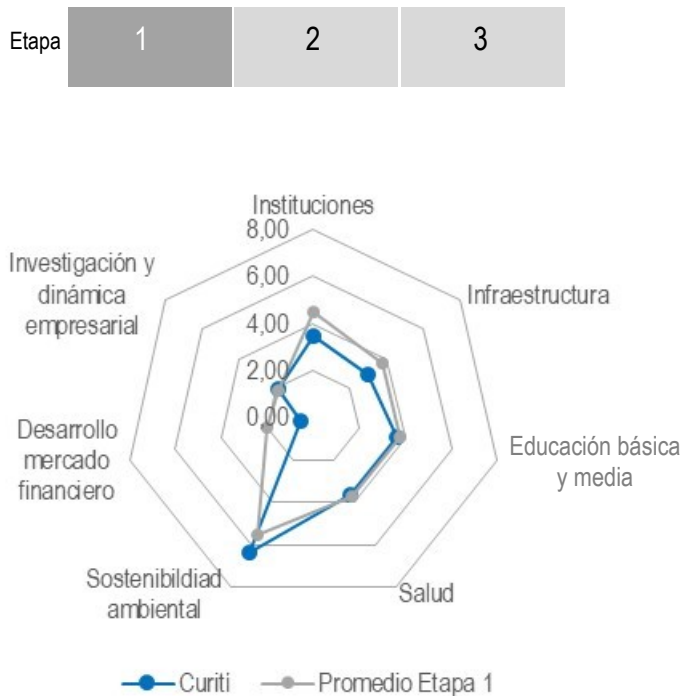 Etapa 1 2 3
Instituciones
8,00
6,00
4,00
2,00
0,00
Infraestructura
Educación básica
y media
Salud
Sostenibildiad
ambiental
Desarrollo
mercado
financiero
Investigación y
dinámica
empresarial
Curiti Promedio Etapa 1